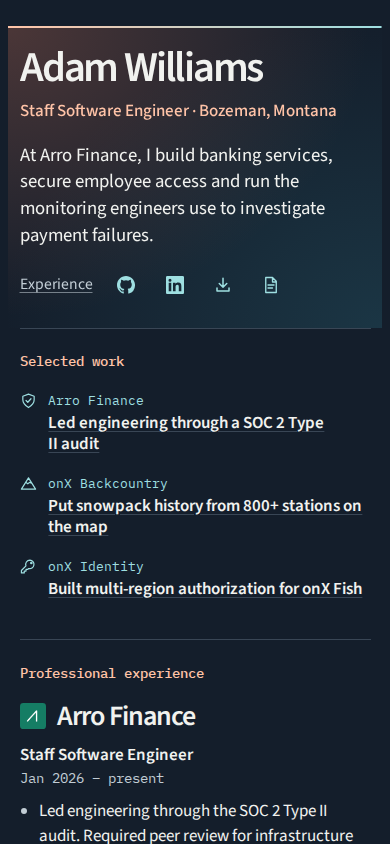 Adam Williams
Staff Software Engineer · Bozeman, Montana
At Arro Finance, I build banking services,
secure employee access and run the
monitoring engineers use to investigate
payment failures.
Experience
Selected work
Arro Finance
Led engineering through a SOC 2 Type
II audit
onX Backcountry
Put snowpack history from 800+ stations on
the map
onX Identity
Built multi-region authorization for onX Fish
Professional experience
Arro Finance
Staff Software Engineer
Jan 2026 – present
• Led engineering through the SOC 2 Type II
audit. Required peer review for infrastructure